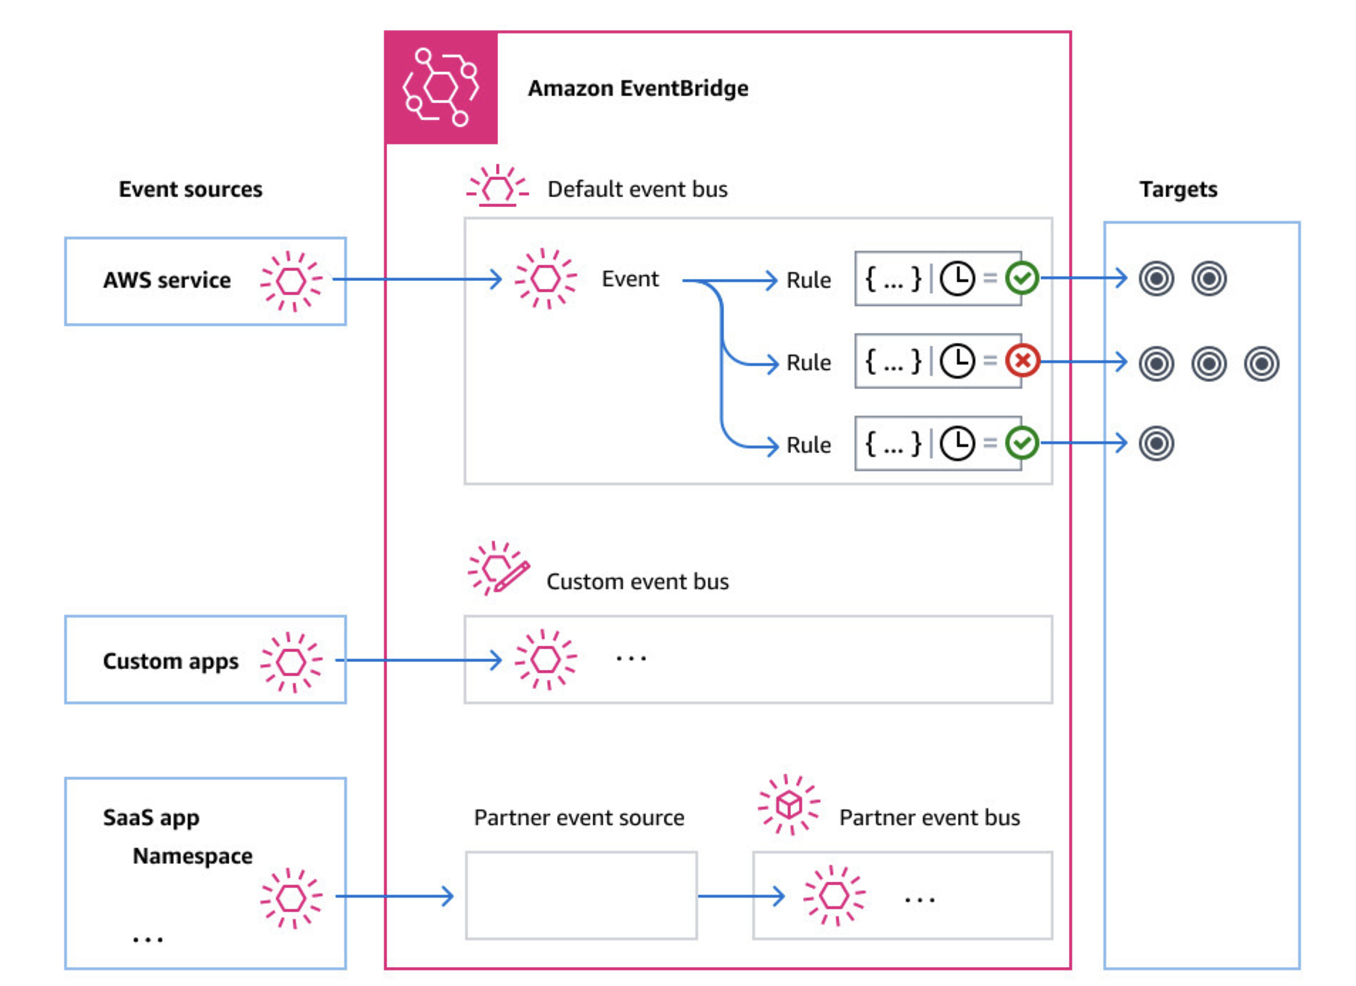 Amazon EventBridge
Event sources
Default event bus
Targets
AWS service
Event
Rule
{ ... } | =
Rule
{ ... } | =
Rule
{ ... } | =
Custom event bus
Custom apps
...
SaaS app
Namespace
...
Partner event source
Partner event bus
...